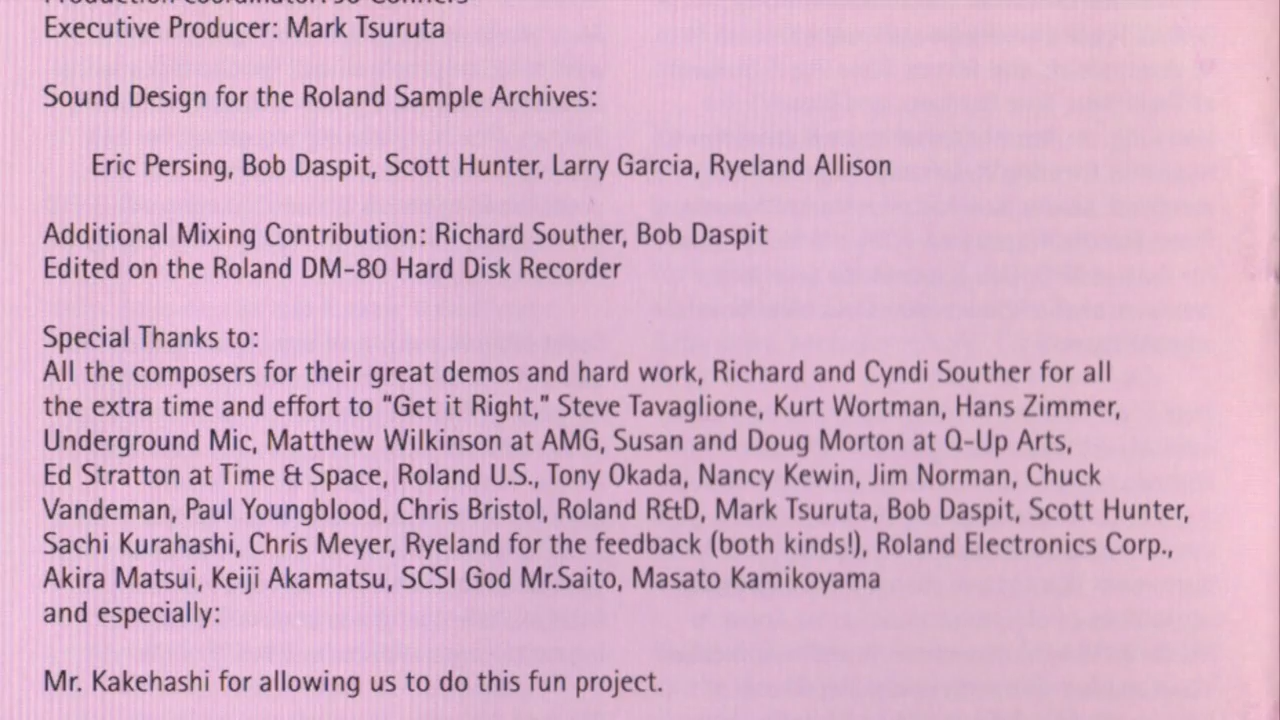 Executive Producer: Mark Tsuruta
Sound Design for the Roland Sample Archives:
Eric Persing, Bob Daspit, Scott Hunter, Larry Garcia, Ryeland Allison
Additional Mixing Contribution: Richard Souther, Bob Daspit
Edited on the Roland DM-80 Hard Disk Recorder
Special Thanks to:
All the composers for their great demos and hard work, Richard and Cyndi Souther for all
the extra time and effort to "Get it Right," Steve Tavaglione, Kurt Wortman, Hans Zimmer,
Underground Mic, Matthew Wilkinson at AMG, Susan and Doug Morton at Q-Up Arts,
Ed Stratton at Time & Space, Roland U.S., Tony Okada, Nancy Kewin, Jim Norman, Chuck
Vandeman, Paul Youngblood, Chris Bristol, Roland R&D, Mark Tsuruta, Bob Daspit, Scott Hunter,
Sachi Kurahashi, Chris Meyer, Ryeland for the feedback (both kinds!), Roland Electronics Corp.,
Akira Matsui, Keiji Akamatsu, SCSI God Mr.Saito, Masato Kamikoyama
and especially:
Mr. Kakehashi for allowing us to do this fun project.